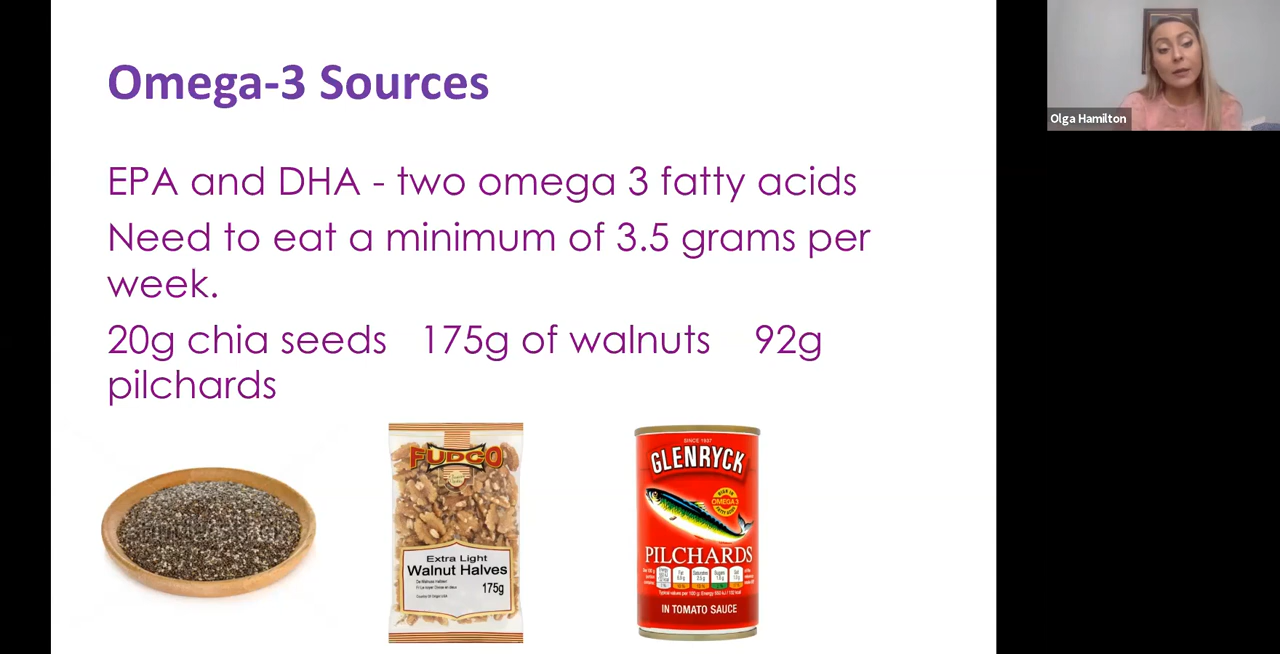 Omega-3 Sources
Olga Hamilton
EPA and DHA - two omega 3 fatty acids
Need to eat a minimum of 3.5 grams per
week.
20g chia seeds 175g of walnuts 92g
pilchards
FUDCO
Extra Light
Walnut Halves
175g
SINCE 1937
GLENRYCK
OMEGA 3
PILCHARDS
IN TOMATO SAUCE